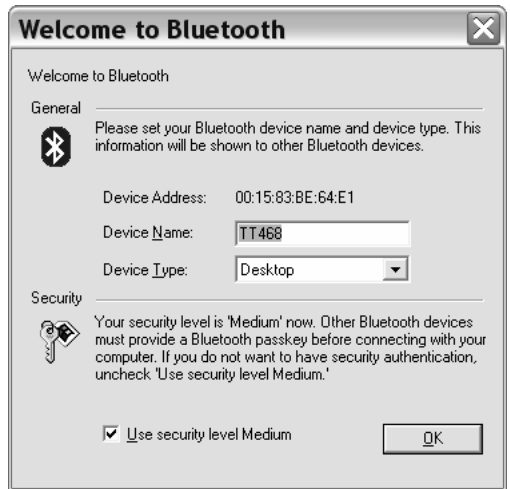 Welcome to Bluetooth
Welcome to Bluetooth
General
Please set your Bluetooth device name and device type. This
information will be shown to other Bluetooth devices.
Device Address: 00:15:83:BE:64:E1
Device Name: TT468
Device Type: Desktop
Security
Your security level is 'Medium' now. Other Bluetooth devices
must provide a Bluetooth passkey before connecting with your
computer. If you do not want to have security authentication,
uncheck 'Use security level Medium.'
Use security level Medium
OK